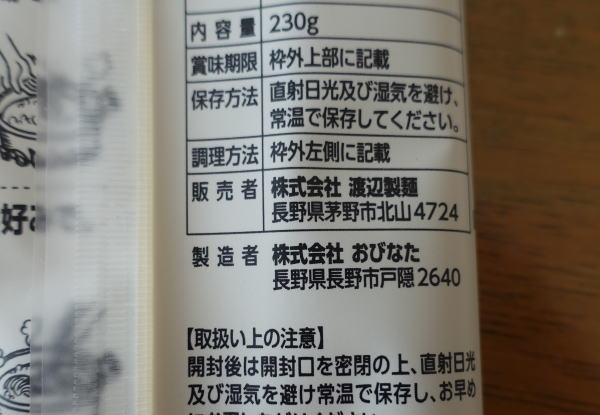 内容量 230g
賞味期限 枠外上部に記載
保存方法 直射日光及び湿気を避け、
常温で保存してください。
調理方法 枠外左側に記載
販売者 株式会社 渡辺製麺
長野県茅野市北山4724
製造者 株式会社 おびなた
長野県長野市戸隠2640
【取扱い上の注意】
開封後は開封口を密閉の上、直射日光
及び湿気を避け常温で保存し、お早め
好み